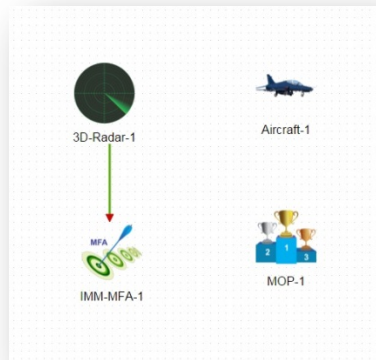 3D-Radar-1
Aircraft-1
MFA
IMM-MFA-1
2 1 3
MOP-1